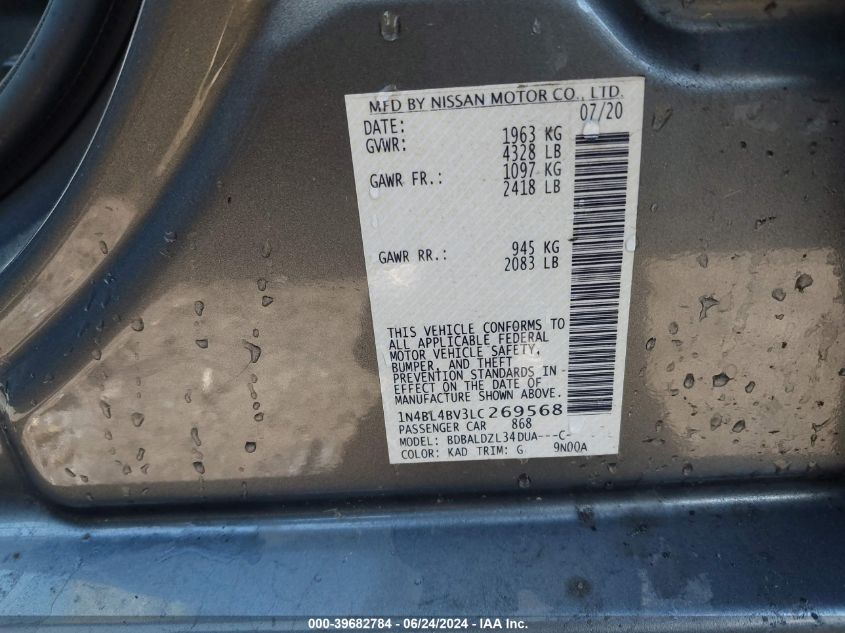 MFD BY NISSAN MOTOR CO., LTD.
DATE: 07/20
GVWR: 1963 KG
4328 LB
GAWR FR.: 1097 KG
2418 LB
GAWR RR.: 945 KG
2083 LB
THIS VEHICLE CONFORMS TO
ALL APPLICABLE FEDERAL
MOTOR VEHICLE SAFETY,
BUMPER, AND THEFT
PREVENTION STANDARDS IN
EFFECT ON THE DATE OF
MANUFACTURE SHOWN ABOVE.
1N4BL4BV3LC269568
PASSENGER CAR 868
MODEL: BDBALDZL34DUA---C-
COLOR: KAD TRIM: G 9N00A
000-39682784 - 06/24/2024 - IAA Inc.